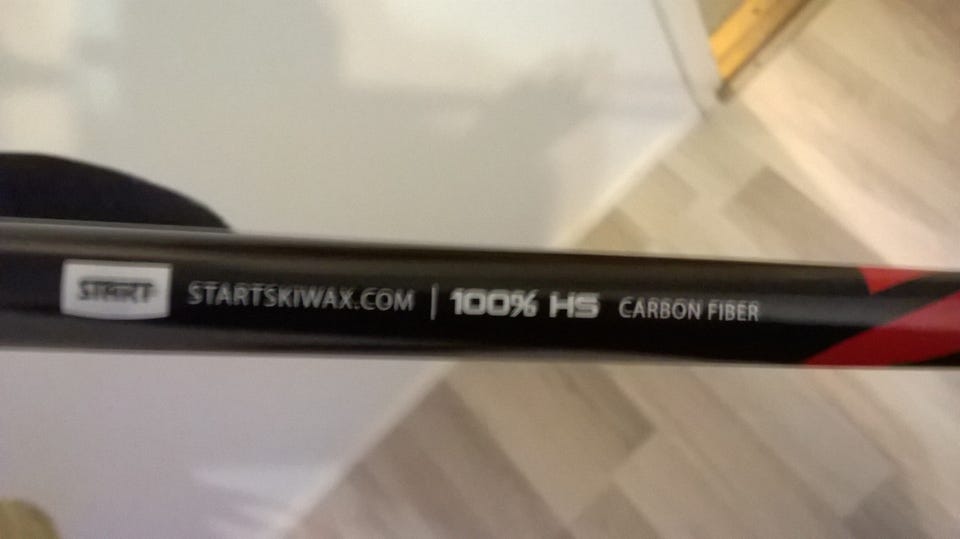 START STARTSKIWAX.COM | 100% HS CARBON FIBER